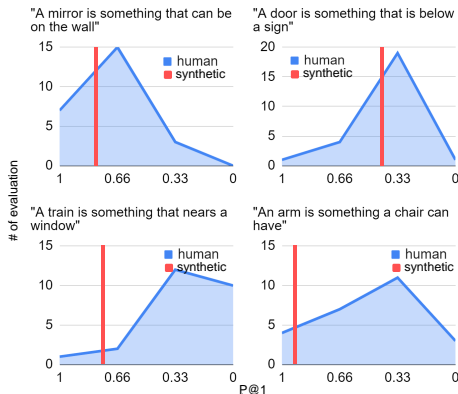 "A mirror is something that can be
on the wall"
15
10
5
0
human
synthetic
1 0.66 0.33 0
"A door is something that is below
a sign"
20
15
10
5
0
human
synthetic
1 0.66 0.33 0
# of evaluation
"A train is something that nears a
window"
15
10
5
0
human
synthetic
1 0.66 0.33 0
"An arm is something a chair can
have"
15
10
5
0
human
synthetic
1 0.66 0.33 0
P@1